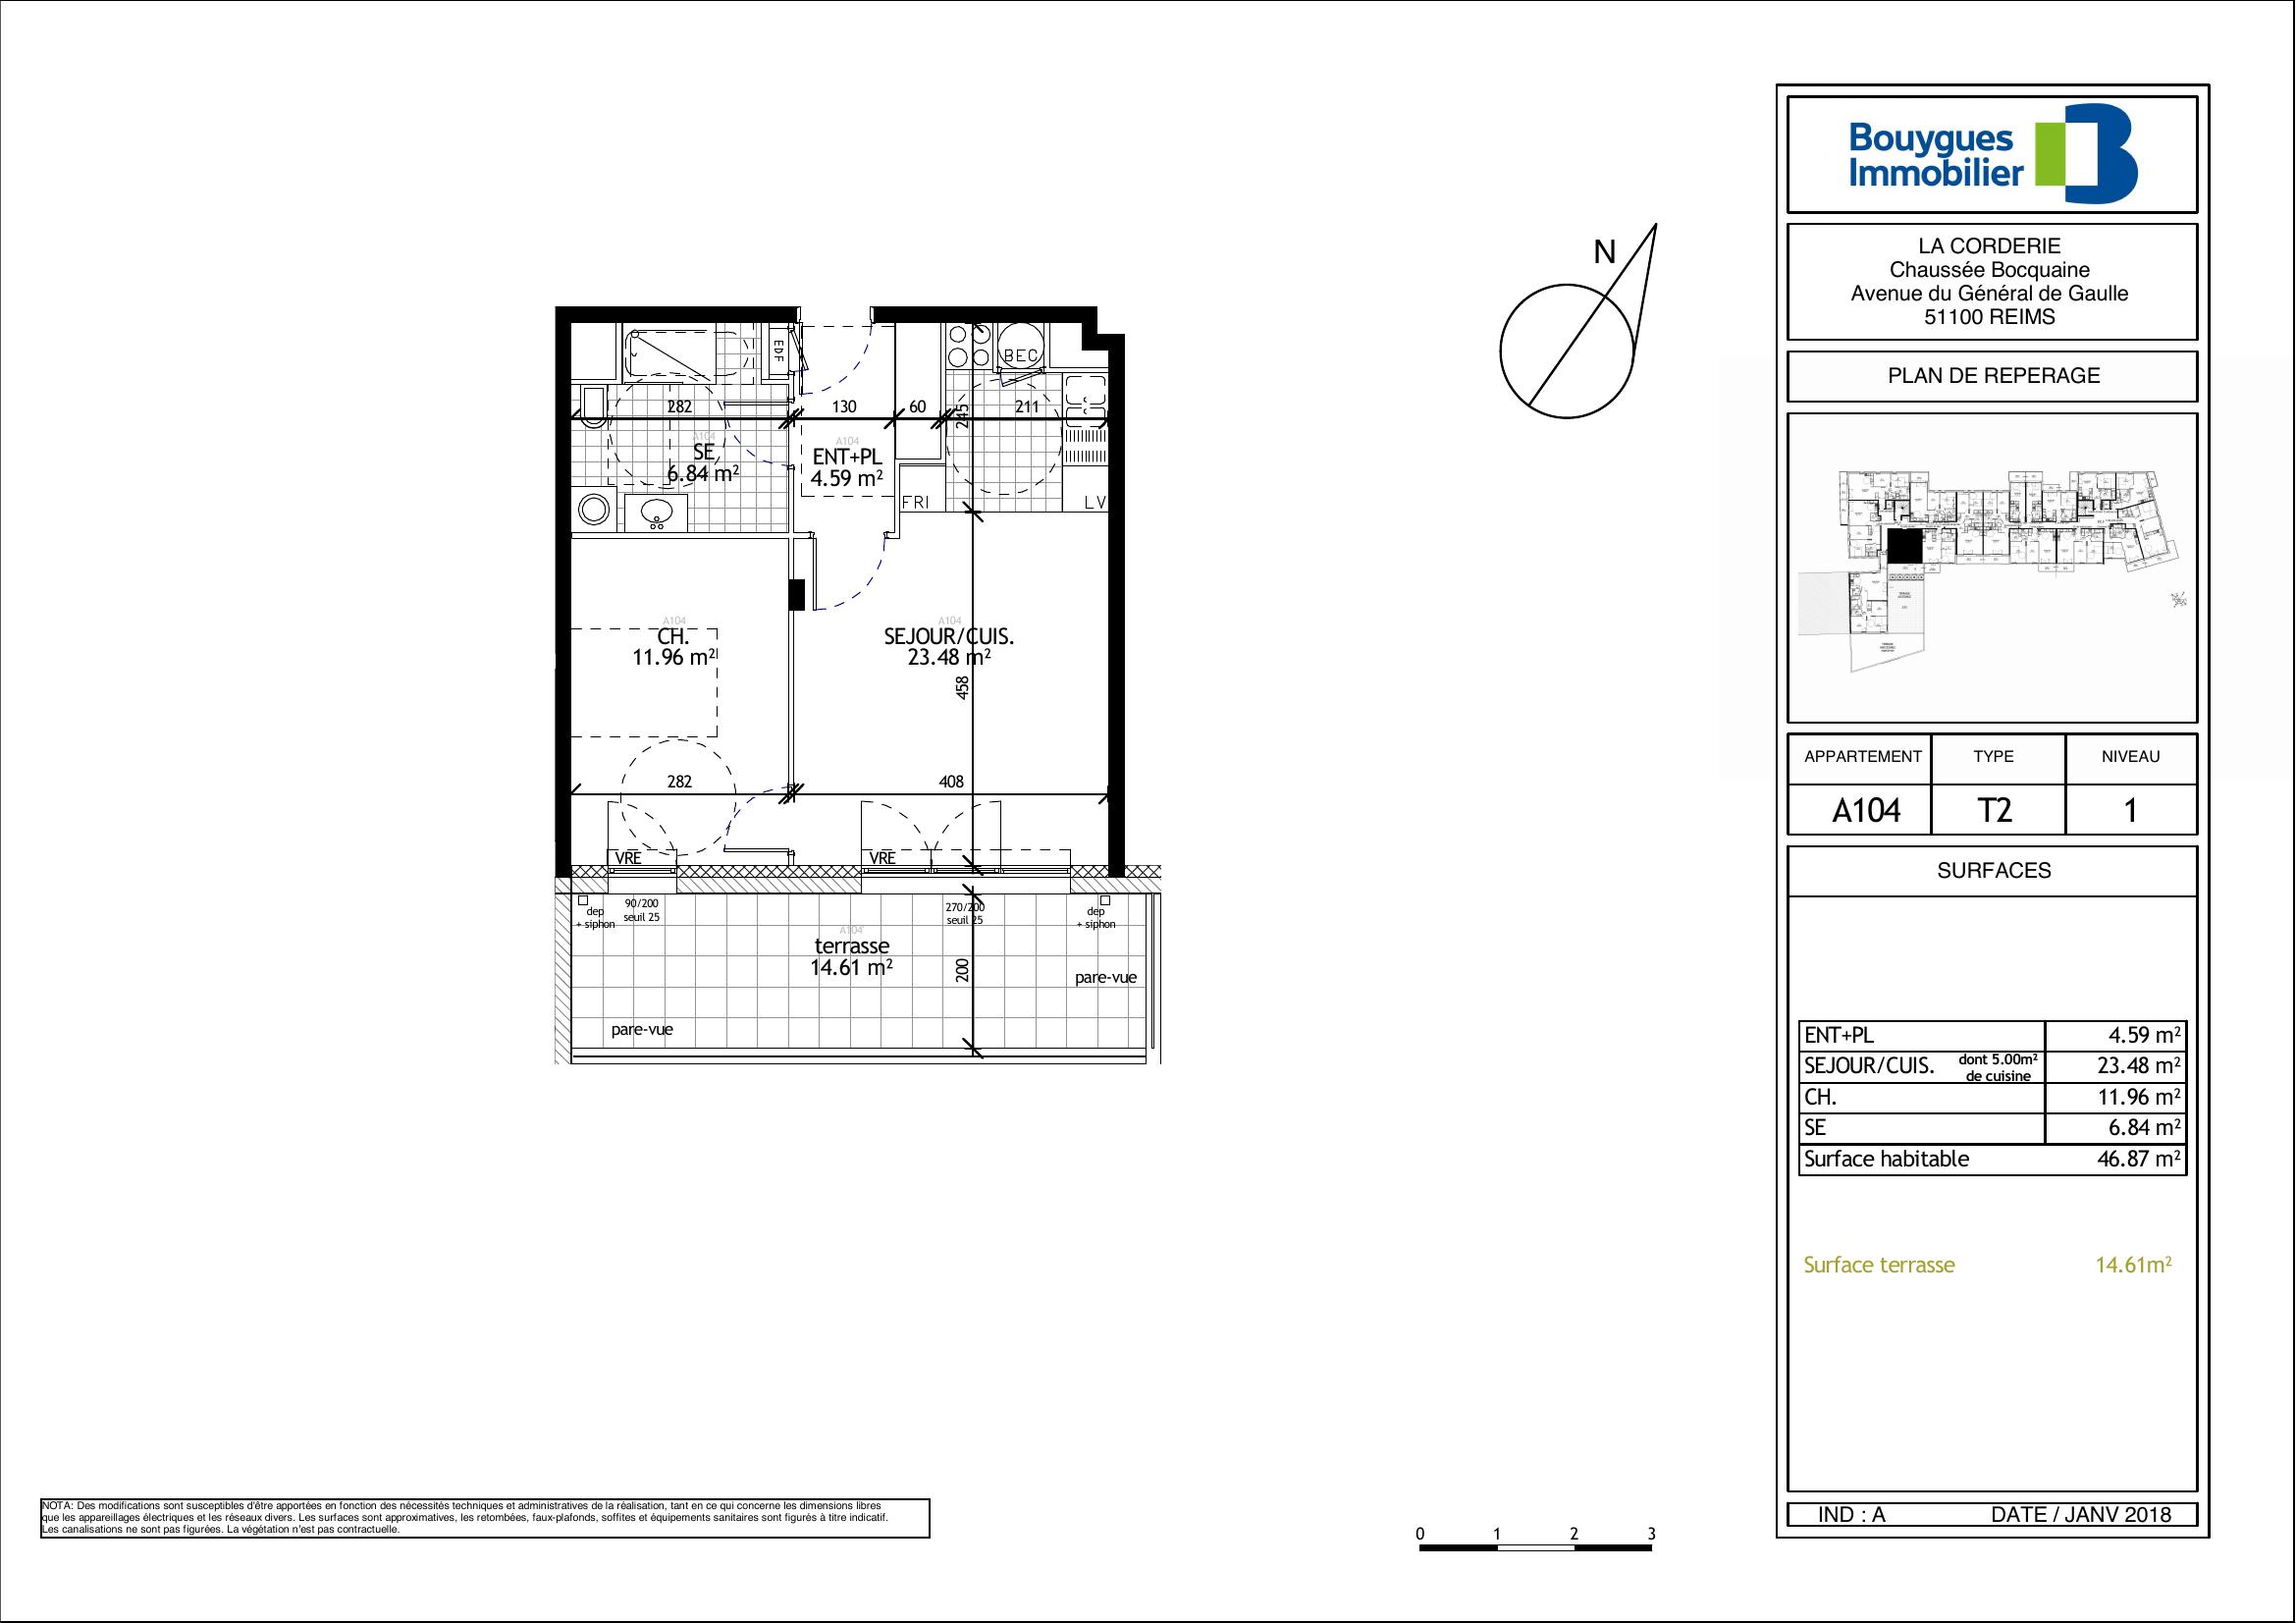 Bouygues
Immobilier
LA CORDERIE
Chaussée Bocquaine
Avenue du Général de Gaulle
51100 REIMS
PLAN DE REPERAGE
APPARTEMENT TYPE NIVEAU
A104 T2 1
SURFACES
ENT+PL 4.59 m²
SEJOUR/CUIS. dont 5.00m² de cuisine 23.48 m²
CH. 11.96 m²
SE 6.84 m²
Surface habitable 46.87 m²
Surface terrasse 14.61m²
IND : A DATE / JANV 2018
N
EDF
BEC
282 130 60 245 211
A104
SE
6.84 m²
A104
ENT+PL
4.59 m²
FRI
LV
A104
CH.
11.96 m²
A104
SEJOUR/CUIS.
23.48 m²
458
282 408
VRE VRE
dep
+ siphon
90/200
seuil 25
270/200
seuil 25
dep
+ siphon
A104
terrasse
14.61 m²
200
pare-vue
pare-vue
NOTA: Des modifications sont susceptibles d'être apportées en fonction des nécessités techniques et administratives de la réalisation, tant en ce qui concerne les dimensions libres
que les appareillages électriques et les réseaux divers. Les surfaces sont approximatives, les retombées, faux-plafonds, soffites et équipements sanitaires sont figurés à titre indicatif.
Les canalisations ne sont pas figurées. La végétation n'est pas contractuelle.
0 1 2 3